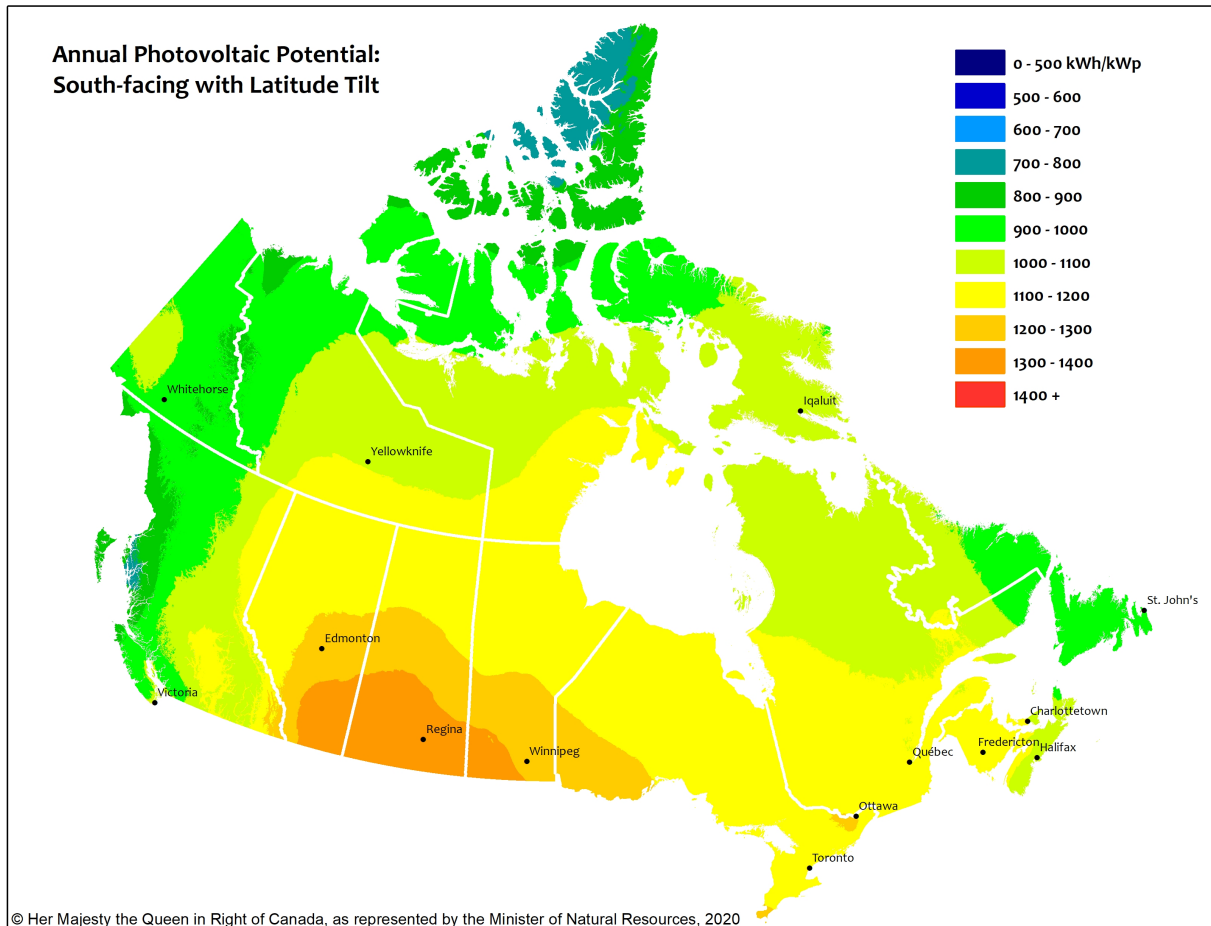 Annual Photovoltaic Potential:
South-facing with Latitude Tilt
0 - 500 kWh/kWp
500 - 600
600 - 700
700 - 800
800 - 900
900 - 1000
1000 - 1100
1100 - 1200
1200 - 1300
1300 - 1400
1400 +
Whitehorse
Iqaluit
Yellowknife
St. John's
Edmonton
Victoria
Charlottetown
Regina
Fredericton
Halifax
Winnipeg
Québec
Ottawa
Toronto
© Her Majesty the Queen in Right of Canada, as represented by the Minister of Natural Resources, 2020